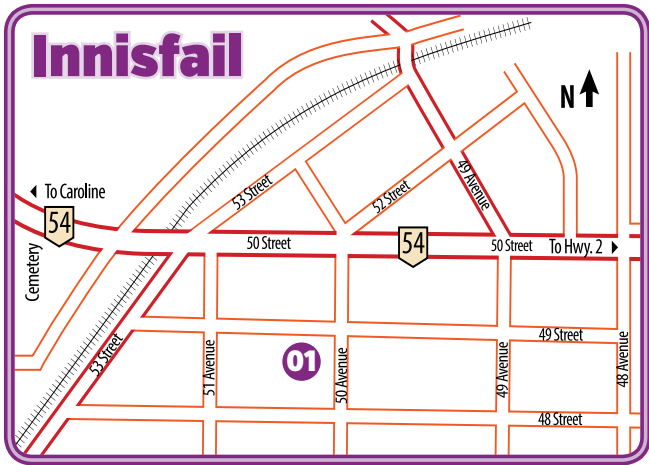 Innisfail
N
To Caroline
54
Cemetery
53 Street
52 Street
49 Avenue
50 Street
54
50 Street
To Hwy. 2
53 Street
51 Avenue
01
50 Avenue
49 Avenue
49 Street
48 Avenue
48 Street